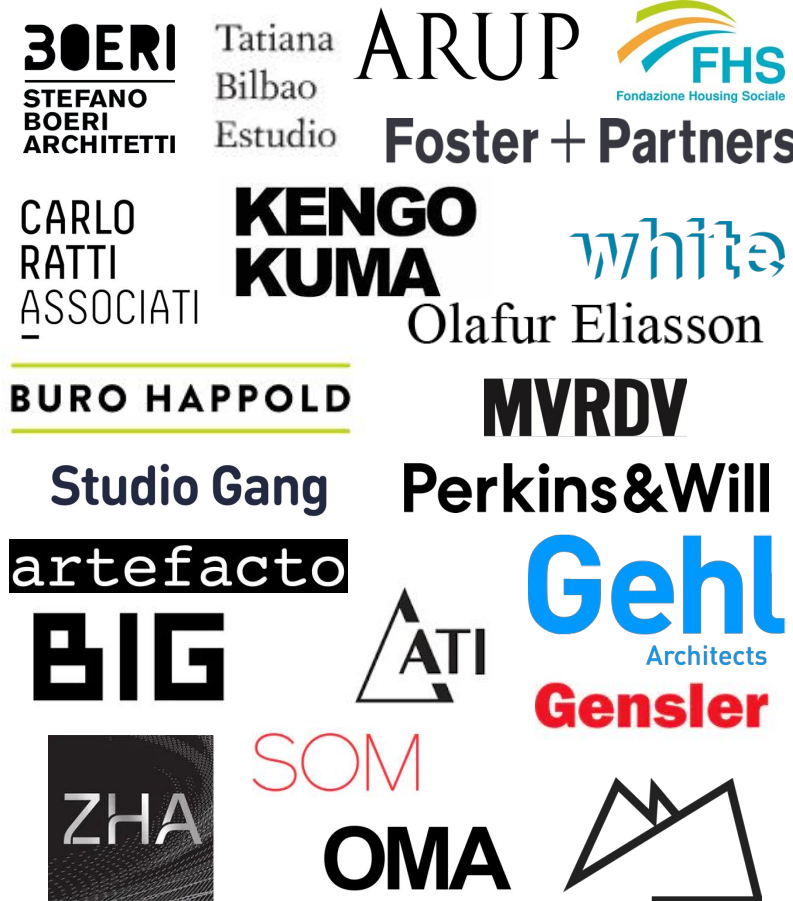 BOERI
STEFANO
BOERI
ARCHITETTI
Tatiana
Bilbao
Estudio
ARUP
FHS
Fondazione Housing Sociale
Foster + Partners
CARLO
RATTI
ASSOCIATI
KENGO
KUMA
white
Olafur Eliasson
BURO HAPPOLD
MVRDV
Studio Gang
Perkins&Will
artefacto
Gehl
Architects
BIG
ATI
Gensler
SOM
ZHA
OMA